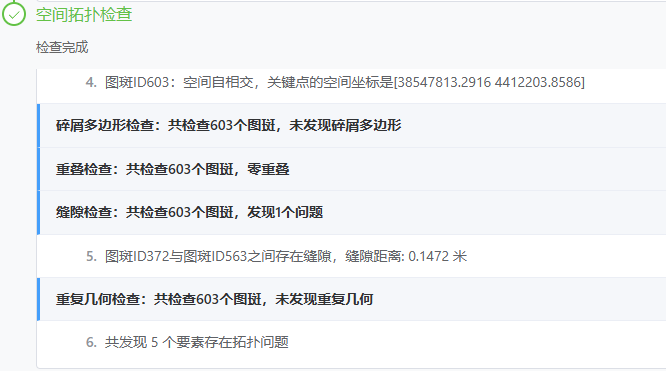 空间拓扑检查
检查完成
4. 图斑ID603：空间自相交，关键点的空间坐标是[38547813.2916 4412203.8586]
碎屑多边形检查：共检查603个图斑，未发现碎屑多边形
重叠检查：共检查603个图斑，零重叠
缝隙检查：共检查603个图斑，发现1个问题
5. 图斑ID372与图斑ID563之间存在缝隙，缝隙距离: 0.1472 米
重复几何检查：共检查603个图斑，未发现重复几何
6. 共发现 5 个要素存在拓扑问题